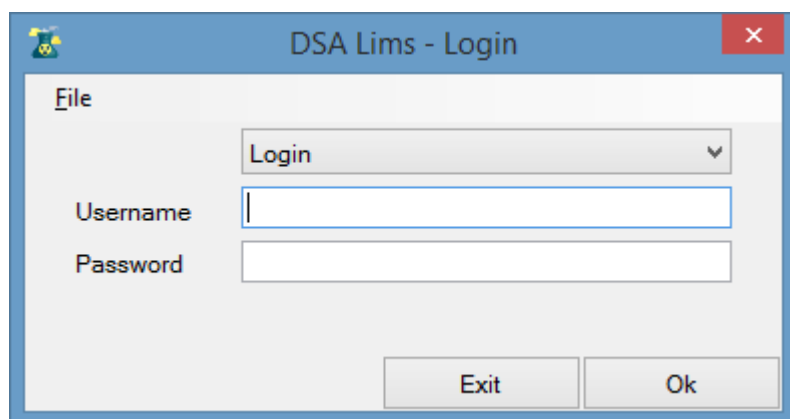 DSA Lims - Login
File
Login
Username
Password
Exit Ok